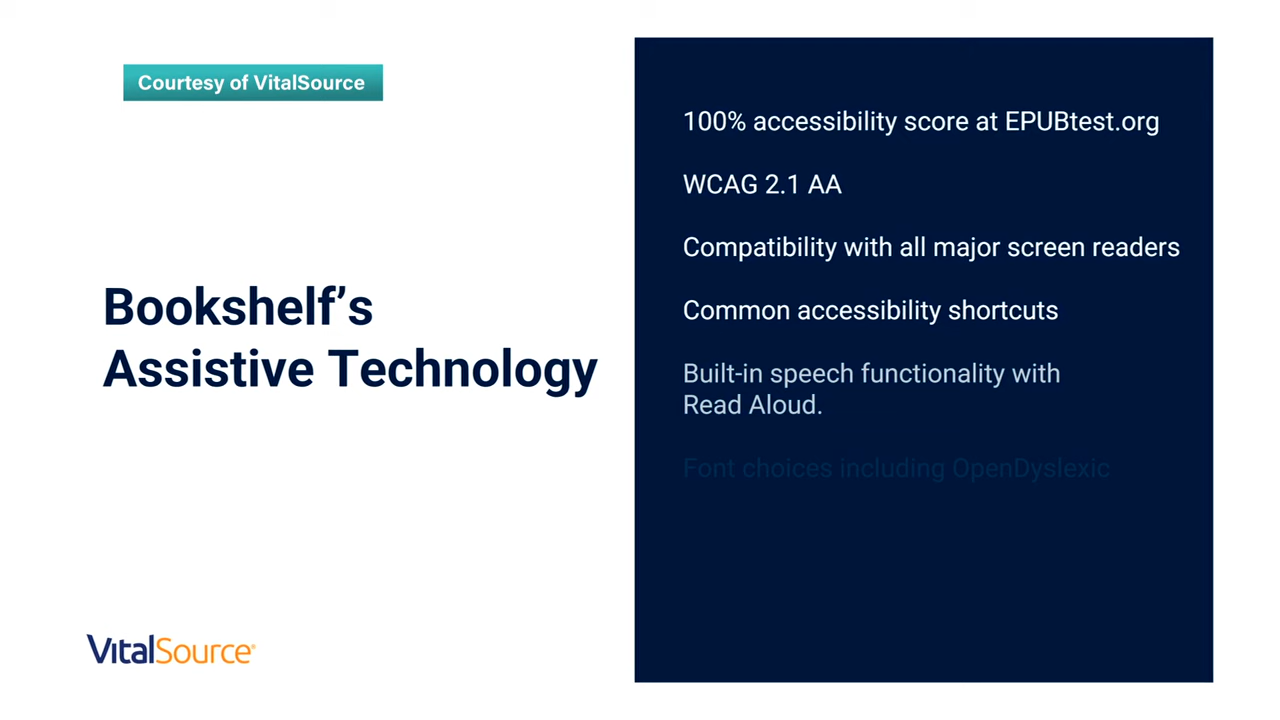 Courtesy of VitalSource
Bookshelf’s
Assistive Technology
100% accessibility score at EPUBtest.org
WCAG 2.1 AA
Compatibility with all major screen readers
Common accessibility shortcuts
Built-in speech functionality with
Read Aloud.
Font choices including OpenDyslexic
VitalSource®